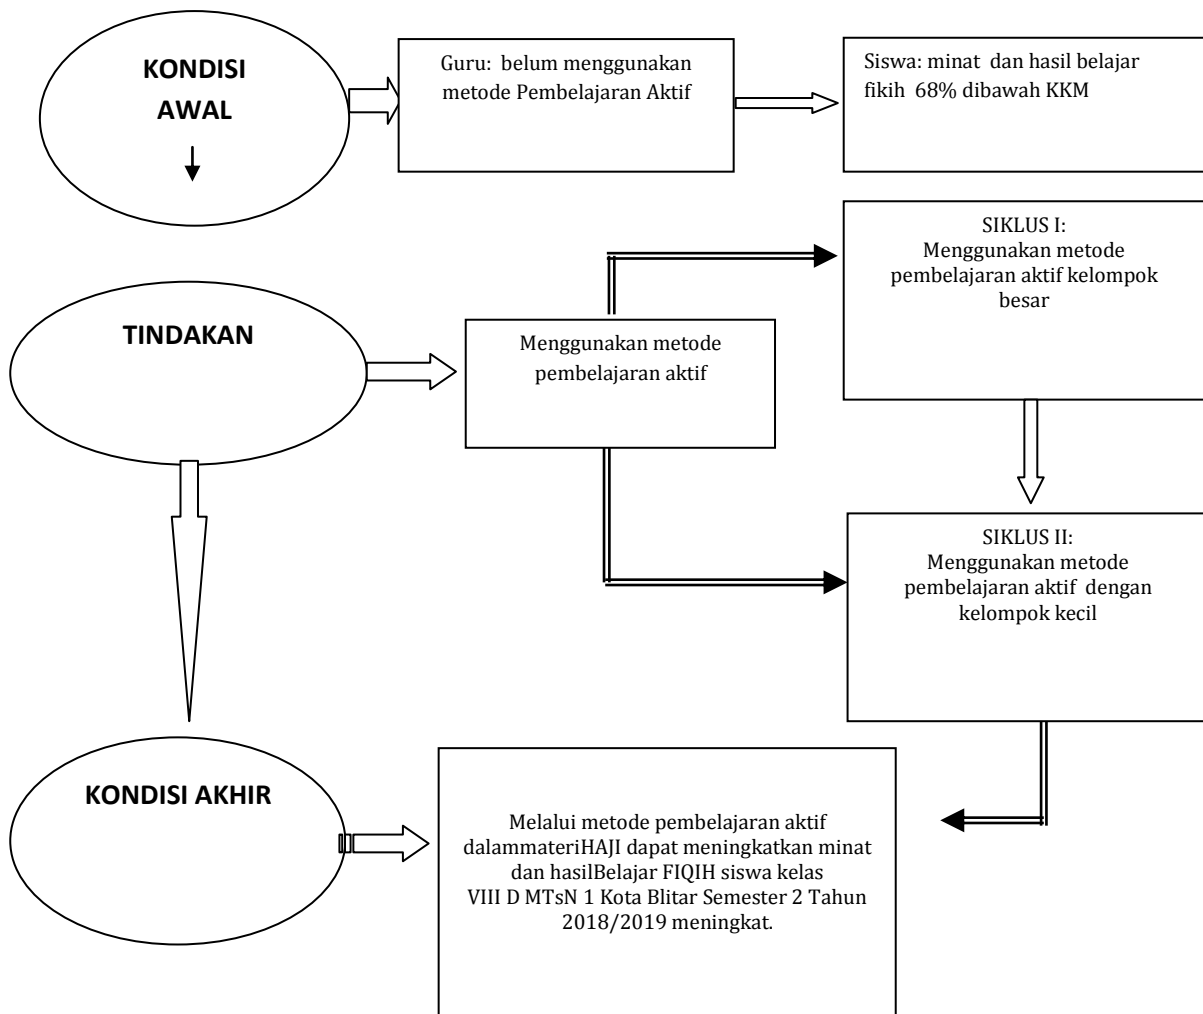 KONDISI
AWAL
Guru: belum menggunakan
metode Pembelajaran Aktif
Siswa: minat dan hasil belajar
fikih 68% dibawah KKM
TINDAKAN
Menggunakan metode
pembelajaran aktif
SIKLUS I:
Menggunakan metode
pembelajaran aktif kelompok
besar
SIKLUS II:
Menggunakan metode
pembelajaran aktif dengan
kelompok kecil
KONDISI AKHIR
Melalui metode pembelajaran aktif
dalammateriHAJI dapat meningkatkan minat
dan hasilBelajar FIQIH siswa kelas
VIII D MTsN 1 Kota Blitar Semester 2 Tahun
2018/2019 meningkat.